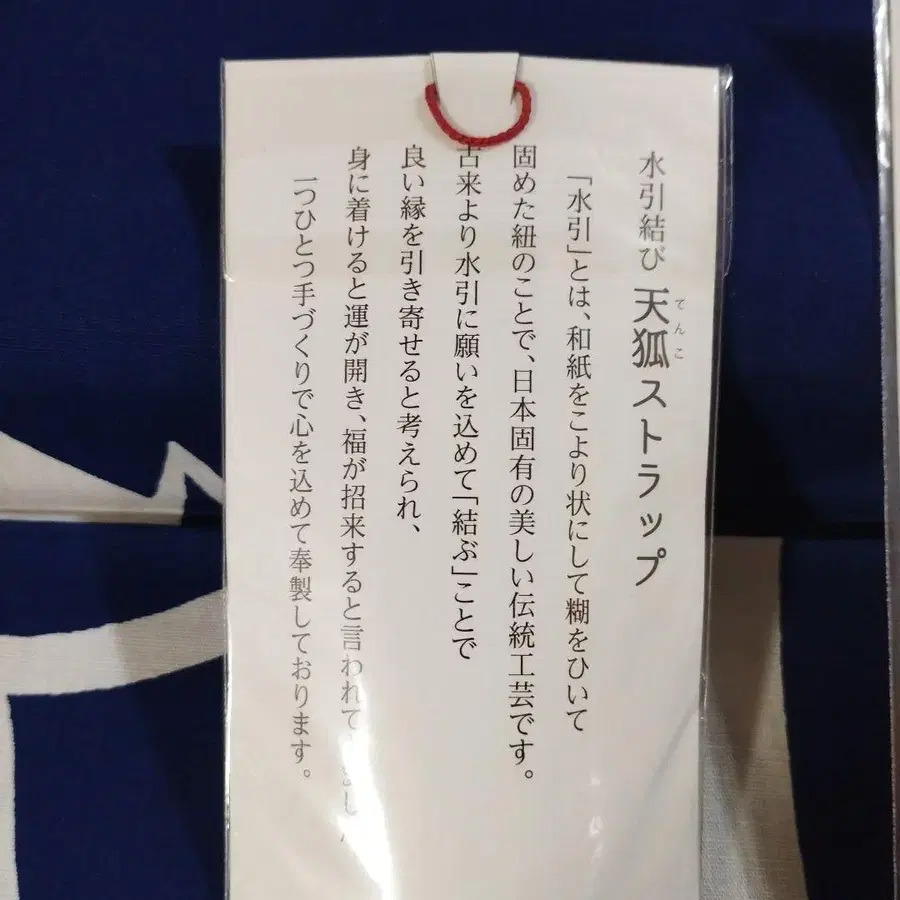 水引結び 天狐ストラップ
てんこ
「水引」とは、和紙をこより状にして糊をひいて
固めた紐のことで、日本固有の美しい伝統工芸です。
古来より水引に願いを込めて「結ぶ」ことで
良い縁を引き寄せると考えられ、
身に着けると運が開き、福が招来すると言われて
一つひとつ手づくりで心を込めて奉製しております。